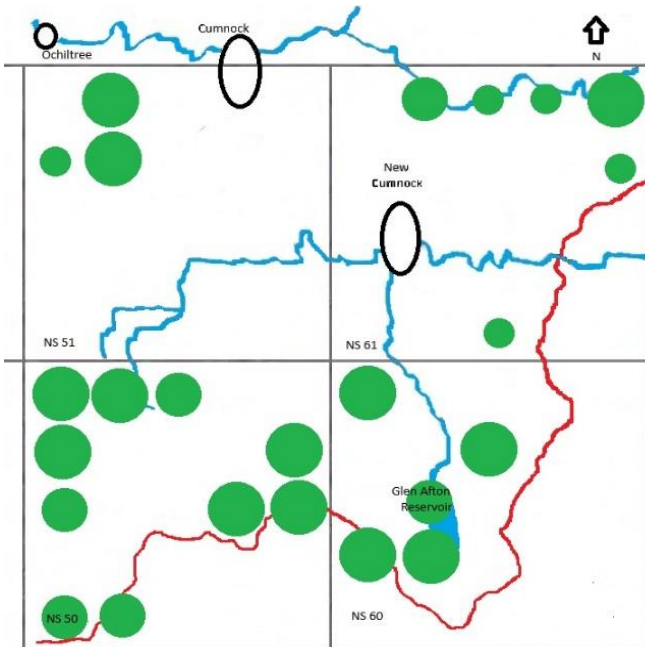 Cumnock
Ochiltree
N
New
Cumnock
NS 51
NS 61
Glen Afton
Reservoir
NS 50
NS 60